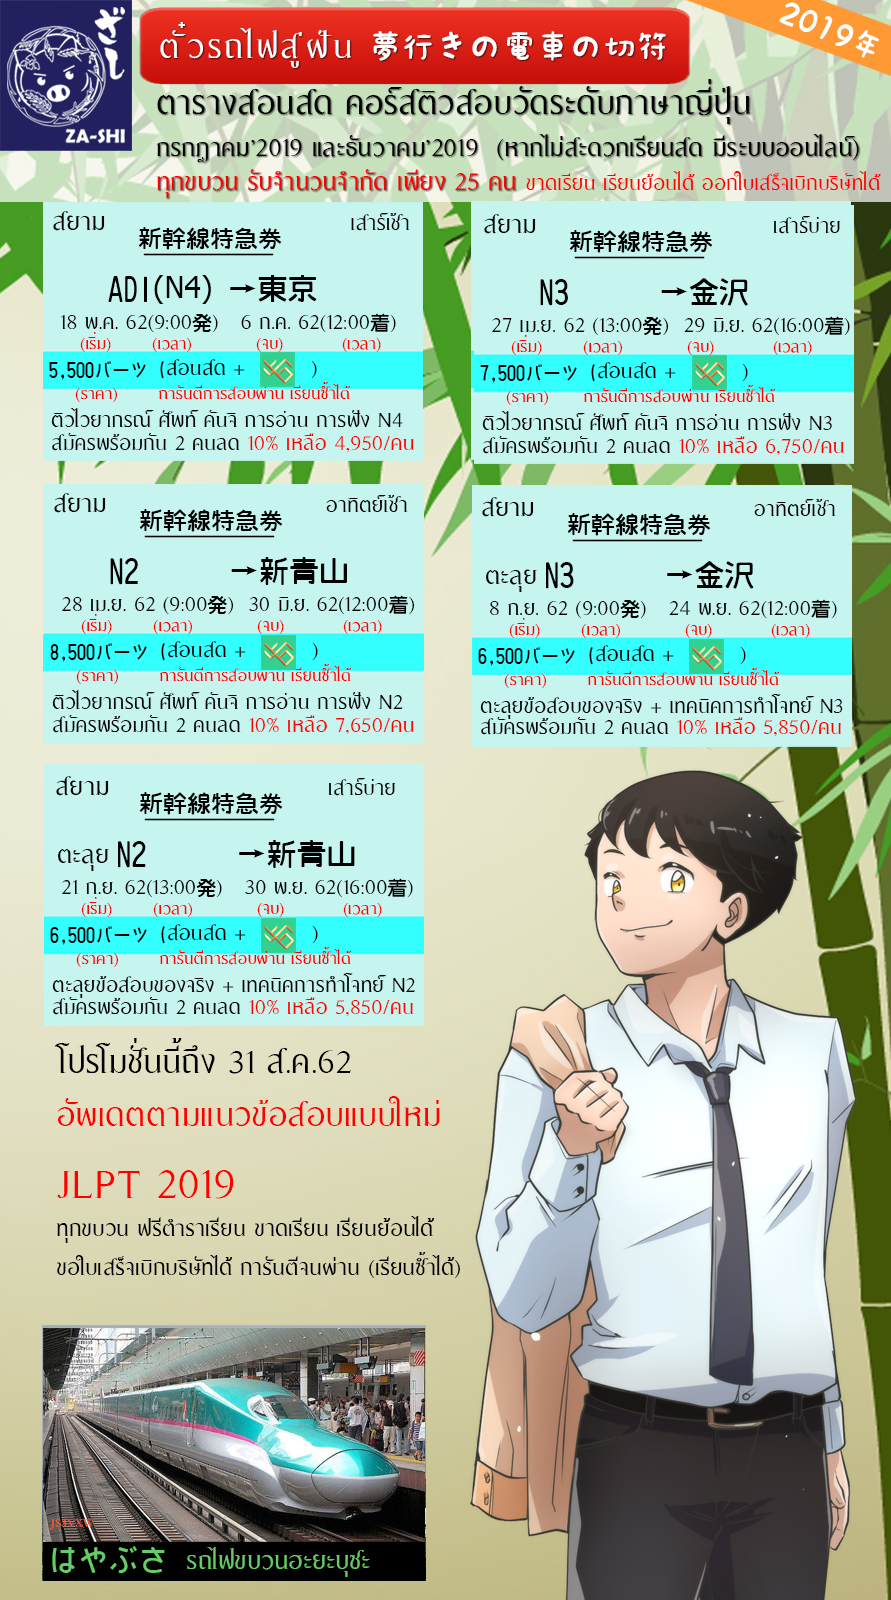 ざし
ZA-SHI
2019年
ตั๋วรถไฟสู่ฝัน 夢行きの電車の切符
ตารางสอนสด คอร์สติวสอบวัดระดับภาษาญี่ปุ่น
กรกฎาคม'2019 และธันวาคม'2019 (หากไม่สะดวกเรียนสด มีระบบออนไลน์)
ทุกขบวน รับจำนวนจำกัด เพียง 25 คน ขาดเรียน เรียนย้อนได้ ออกใบเสร็จเบิกบริษัทได้
สยาม เสาร์เช้า
新幹線特急券
ADI(N4) →東京
18 พ.ค. 62(9:00発) 6 ก.ค. 62(12:00着)
(เริ่ม) (เวลา) (จบ) (เวลา)
5,500バーツ (สอนสด + )
(ราคา) การันตีการสอบผ่าน เรียนซ้ำได้
ติวไวยากรณ์ ศัพท์ คันจิ การอ่าน การฟัง N4
สมัครพร้อมกัน 2 คนลด 10% เหลือ 4,950/คน
สยาม เสาร์บ่าย
新幹線特急券
N3 →金沢
27 เม.ย. 62 (13:00発) 29 มิ.ย. 62(16:00着)
(เริ่ม) (เวลา) (จบ) (เวลา)
7,500バーツ (สอนสด + )
(ราคา) การันตีการสอบผ่าน เรียนซ้ำได้
ติวไวยากรณ์ ศัพท์ คันจิ การอ่าน การฟัง N3
สมัครพร้อมกัน 2 คนลด 10% เหลือ 6,750/คน
สยาม อาทิตย์เช้า
新幹線特急券
N2 →新青山
28 เม.ย. 62 (9:00発) 30 มิ.ย. 62(12:00着)
(เริ่ม) (เวลา) (จบ) (เวลา)
8,500バーツ (สอนสด + )
(ราคา) การันตีการสอบผ่าน เรียนซ้ำได้
ติวไวยากรณ์ ศัพท์ คันจิ การอ่าน การฟัง N2
สมัครพร้อมกัน 2 คนลด 10% เหลือ 7,650/คน
สยาม อาทิตย์เช้า
新幹線特急券
ตะลุย N3 →金沢
8 ก.ย. 62 (9:00発) 24 พ.ย. 62(12:00着)
(เริ่ม) (เวลา) (จบ) (เวลา)
6,500バーツ (สอนสด + )
(ราคา) การันตีการสอบผ่าน เรียนซ้ำได้
ตะลุยข้อสอบของจริง + เทคนิคการทำโจทย์ N3
สมัครพร้อมกัน 2 คนลด 10% เหลือ 5,850/คน
สยาม เสาร์บ่าย
新幹線特急券
ตะลุย N2 →新青山
21 ก.ย. 62(13:00発) 30 พ.ย. 62(16:00着)
(เริ่ม) (เวลา) (จบ) (เวลา)
6,500バーツ (สอนสด + )
(ราคา) การันตีการสอบผ่าน เรียนซ้ำได้
ตะลุยข้อสอบของจริง + เทคนิคการทำโจทย์ N2
สมัครพร้อมกัน 2 คนลด 10% เหลือ 5,850/คน
โปรโมชั่นนี้ถึง 31 ส.ค.62
อัพเดตตามแนวข้อสอบแบบใหม่
JLPT 2019
ทุกขบวน ฟรีตำราเรียน ขาดเรียน เรียนย้อนได้
ขอใบเสร็จเบิกบริษัทได้ การันตีจนผ่าน (เรียนซ้ำได้)
はやぶさ รถไฟขบวนฮะยะบุซะ